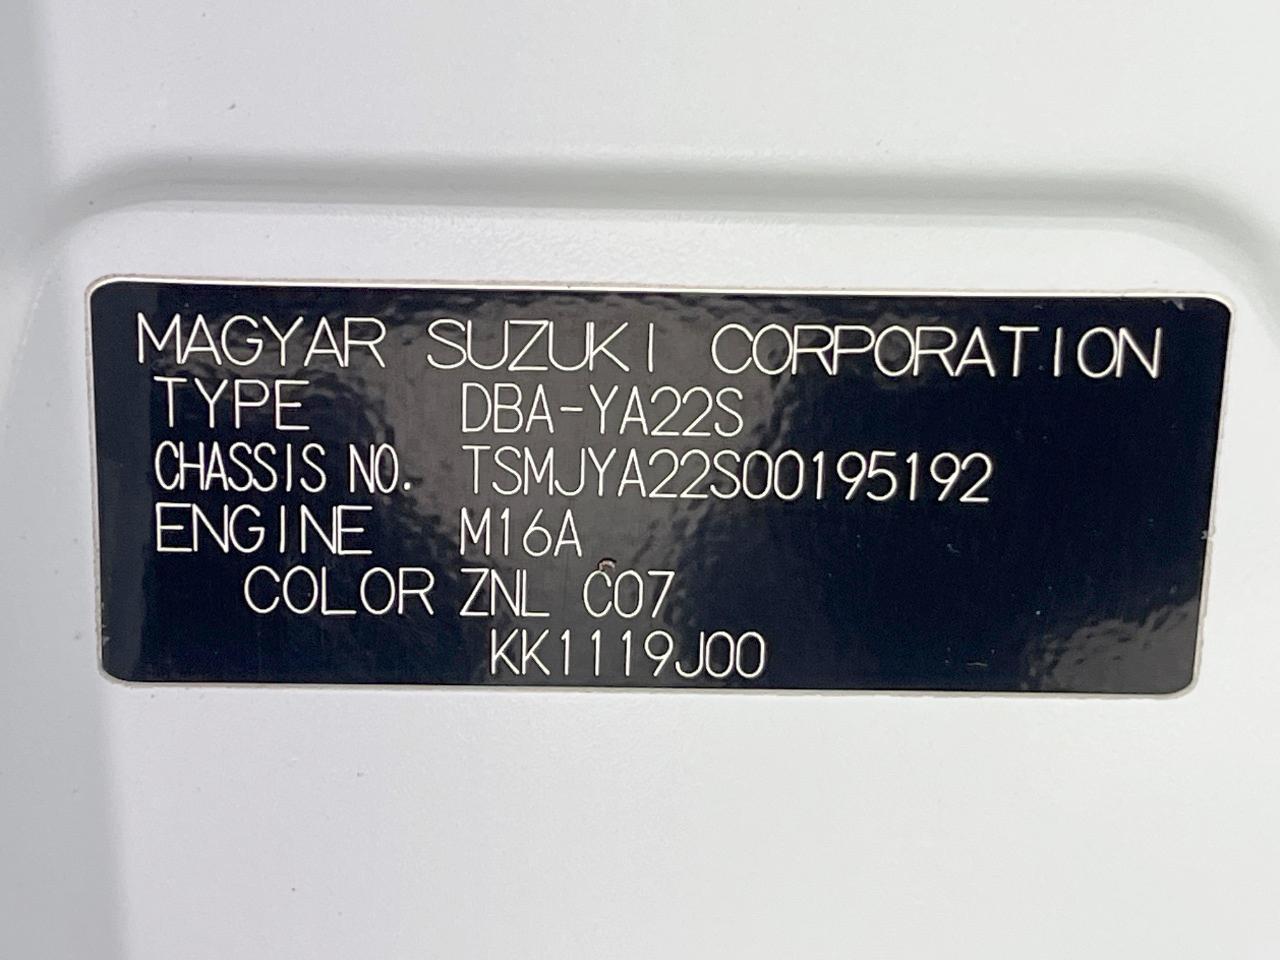 MAGYAR SUZUKI CORPORATION
TYPE DBA-YA22S
CHASSIS NO. TSMJYA22S00195192
ENGINE M16A
COLOR ZNL C07
KK1119J00